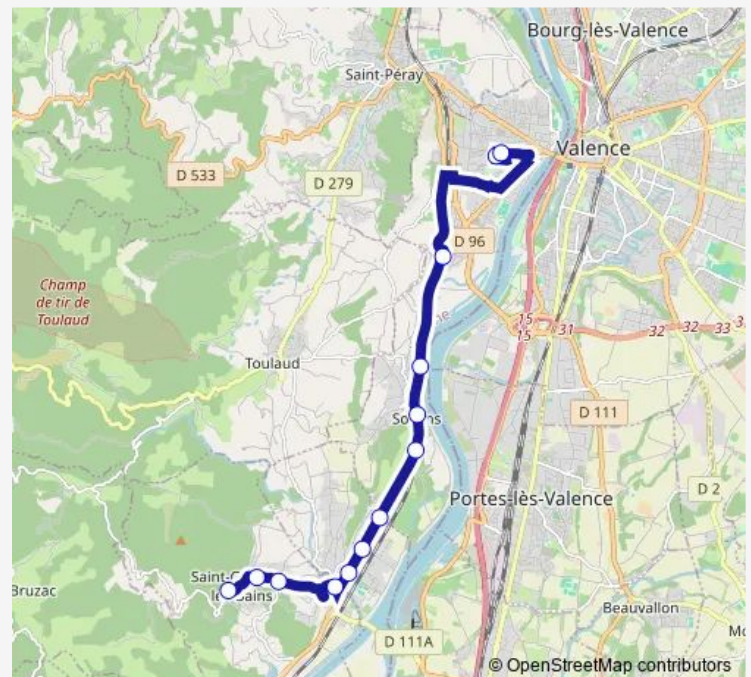 Bourg-lès-Valence
Saint-Péray
Valence
D 533
D 279
D 96
Champ
de tir de
Toulaud
15
15
31
32
32
33
Toulaud
D 111
Portes-lès-Valence
D 2
Bruzac
Beauvallon
D 111A
© OpenStreetMap contributors